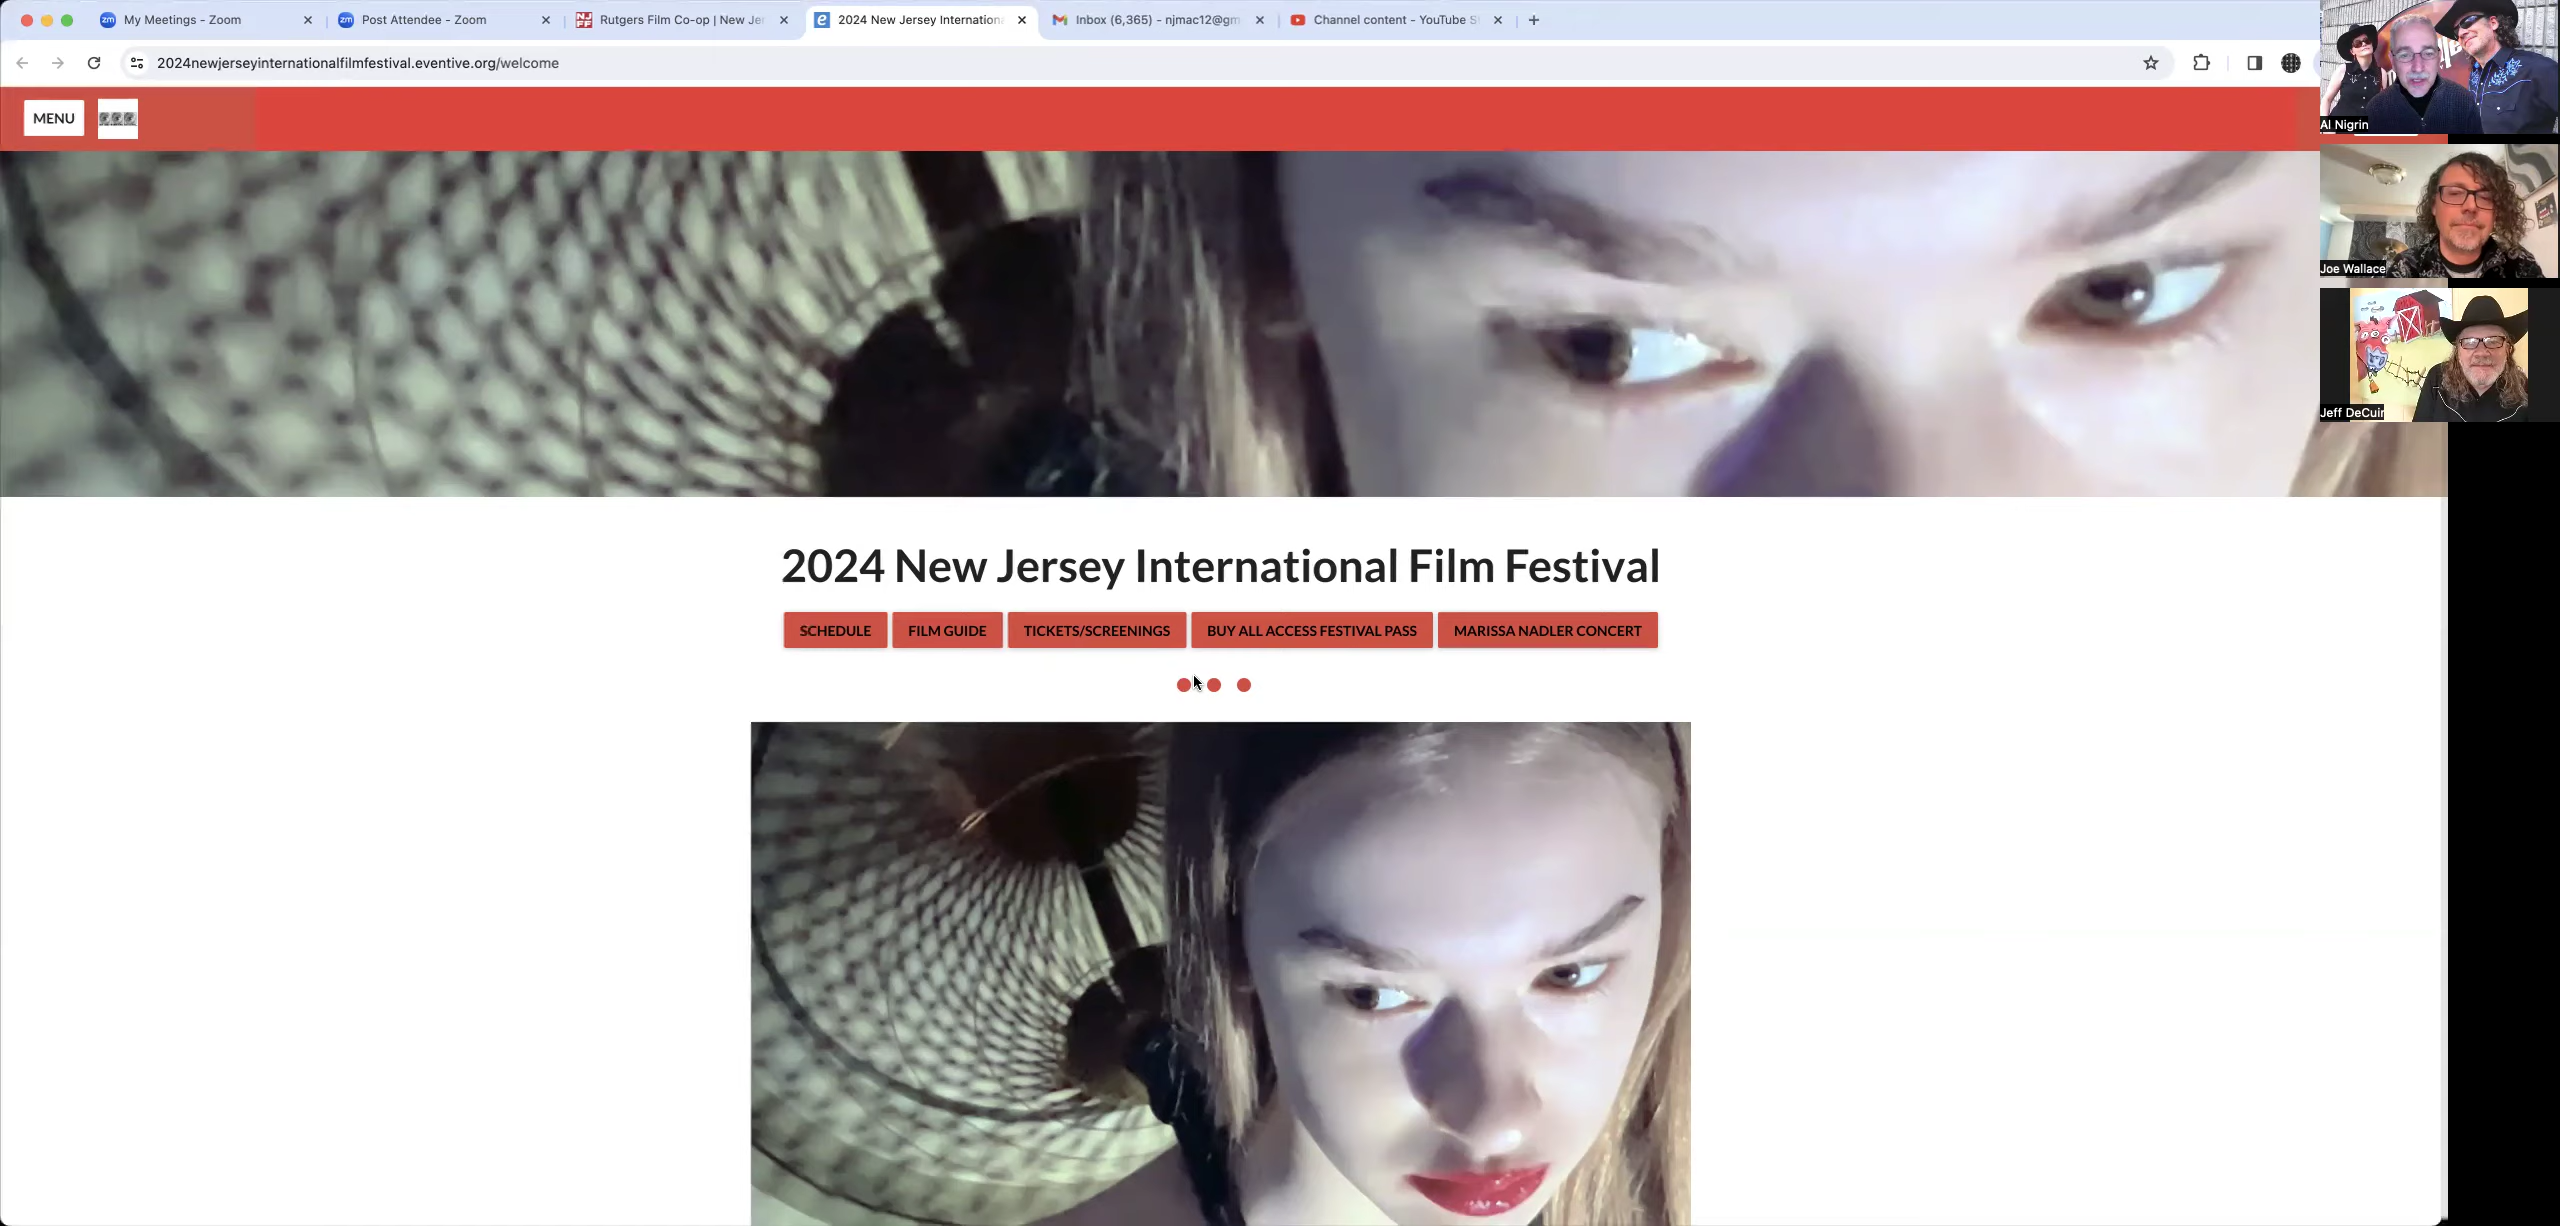 My Meetings - Zoom
Post Attendee - Zoom
Rutgers Film Co-op | New Je
2024 New Jersey Internation
Inbox (6,365) - njmac12@gm
Channel content - YouTube S
2024newjerseyinternationalfilmfestival.eventive.org/welcome
MENU
Al Nigrin
Joe Wallace
Jeff DeCuir
2024 New Jersey International Film Festival
SCHEDULE
FILM GUIDE
TICKETS/SCREENINGS
BUY ALL ACCESS FESTIVAL PASS
MARISSA NADLER CONCERT